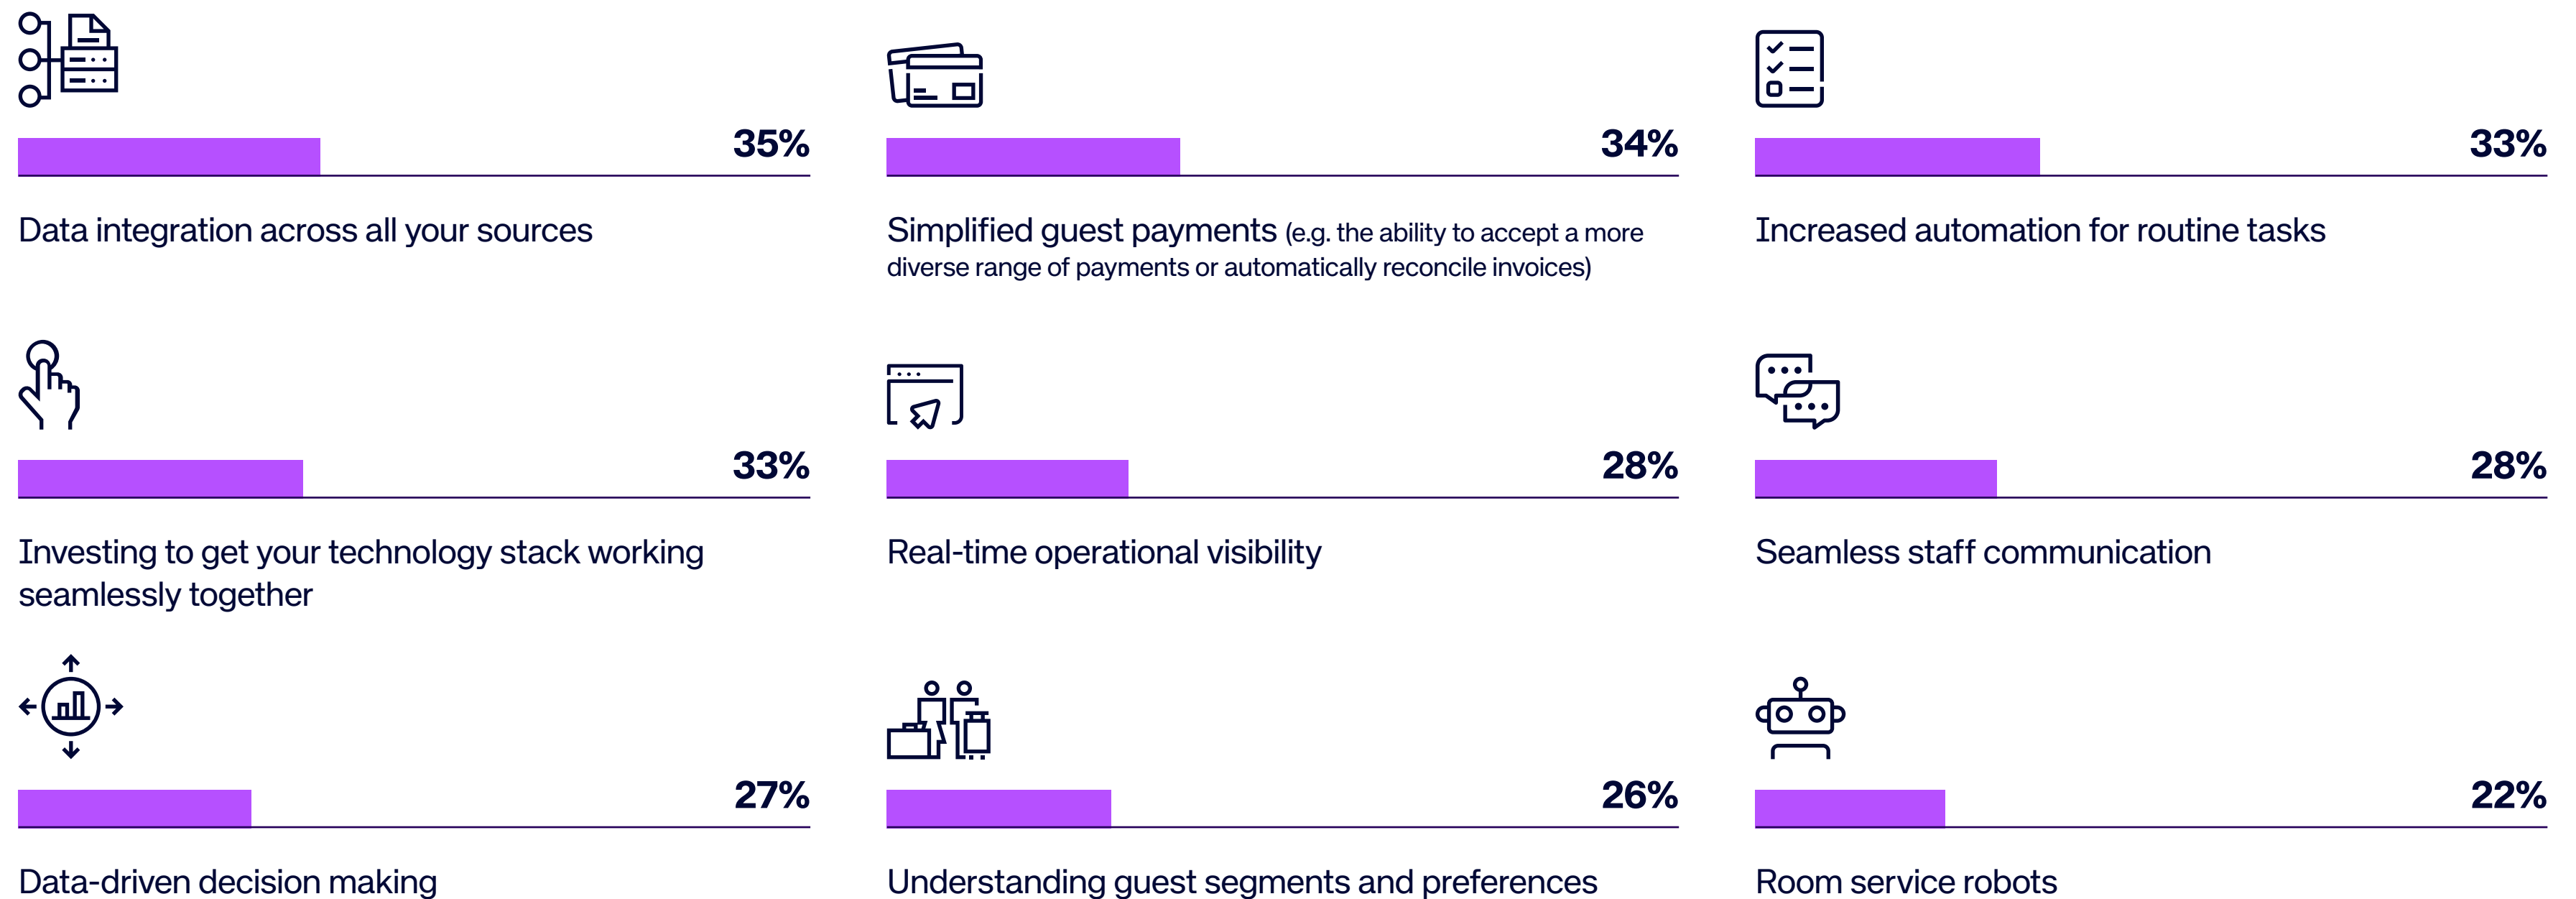 35%
Data integration across all your sources
34%
Simplified guest payments (e.g. the ability to accept a more
diverse range of payments or automatically reconcile invoices)
33%
Increased automation for routine tasks
33%
Investing to get your technology stack working
seamlessly together
28%
Real-time operational visibility
28%
Seamless staff communication
27%
Data-driven decision making
26%
Understanding guest segments and preferences
22%
Room service robots